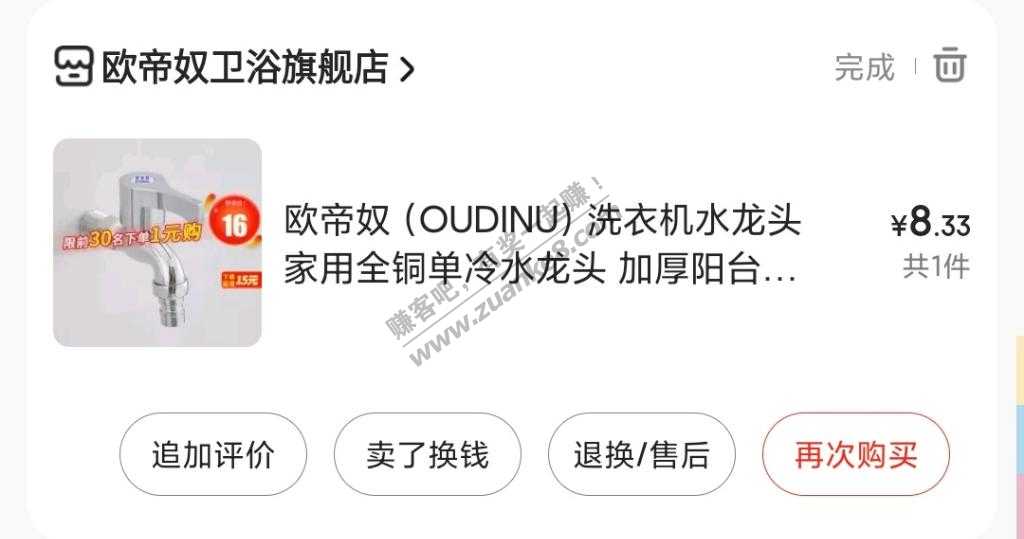 欧帝奴卫浴旗舰店
完成
限前30名下单1元购
16
15元
欧帝奴（OUDINU）洗衣机水龙头
家用全铜单冷水龙头 加厚阳台...
¥8.33
共1件
赚客吧,有奖一起赚！
www.zuanke8.com
追加评价
卖了换钱
退换/售后
再次购买